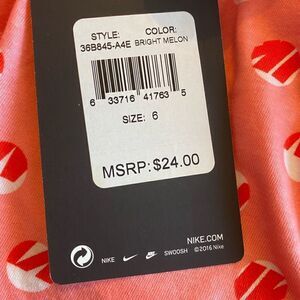 STYLE: COLOR:
36B845-A4E BRIGHT MELON
6 33716 41763 5
SIZE: 6
MSRP: $24.00
NIKE.COM
NIKE SWOOSH ©2016 Nike